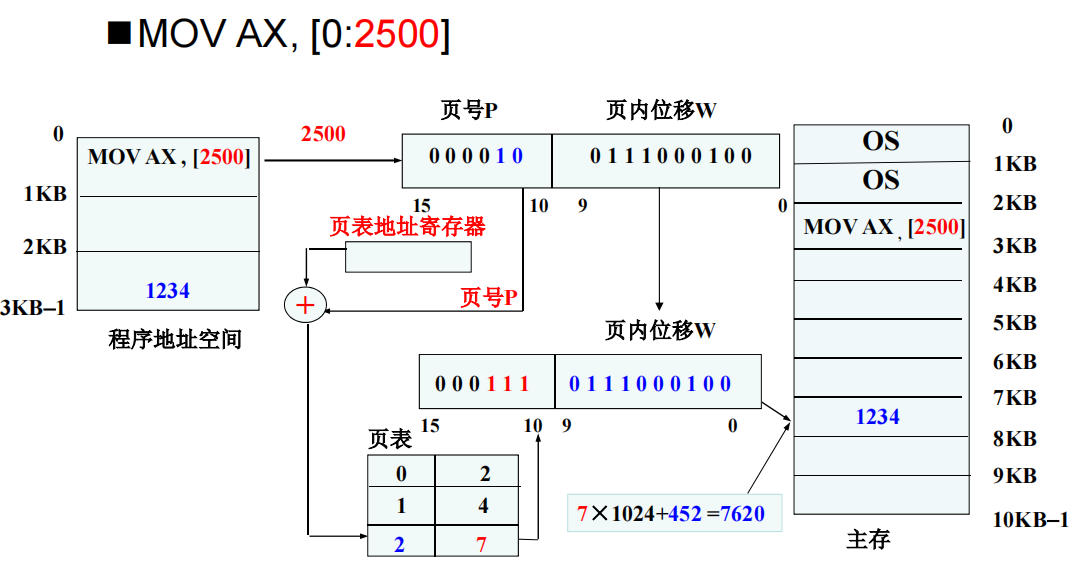 ■MOV AX, [0:2500]
页号P 页内位移W
0 2500 0
MOV AX , [2500] 0 0 0 0 1 0 0 1 1 1 0 0 0 1 0 0 OS
1KB
OS
1KB 15 10 9 0 2KB
页表地址寄存器 MOV AX , [2500]
2KB 3KB
4KB
1234 页号P
3KB–1 +
5KB
程序地址空间 页内位移W
6KB
0 0 0 1 1 1 0 1 1 1 0 0 0 1 0 0
7KB
1234
15 10 9 0
页表 8KB
0 2 9KB
1 4
7×1024+452 =7620 10KB–1
2 7 主存